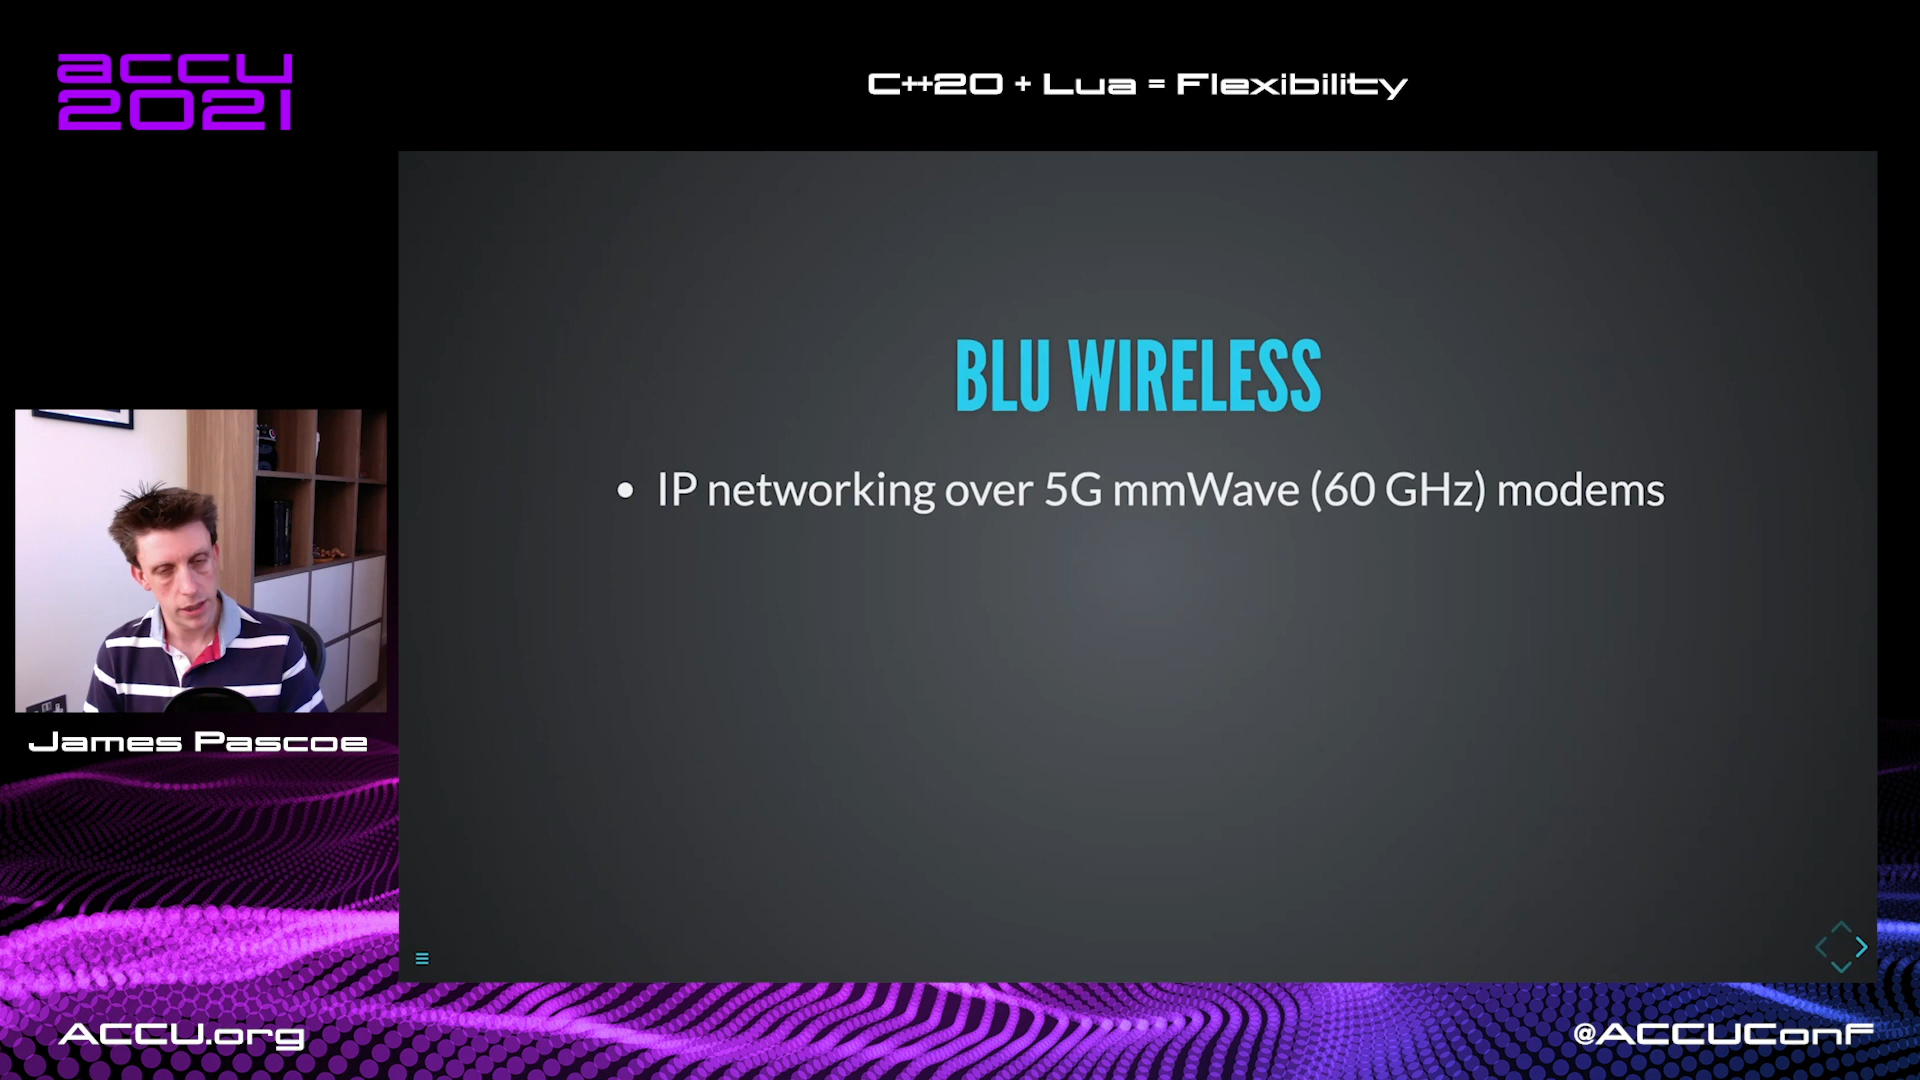 accu
2021
C++20 + Lua = Flexibility
BLU WIRELESS
• IP networking over 5G mmWave (60 GHz) modems
James Pascoe
ACCU.org
@ACCUConf